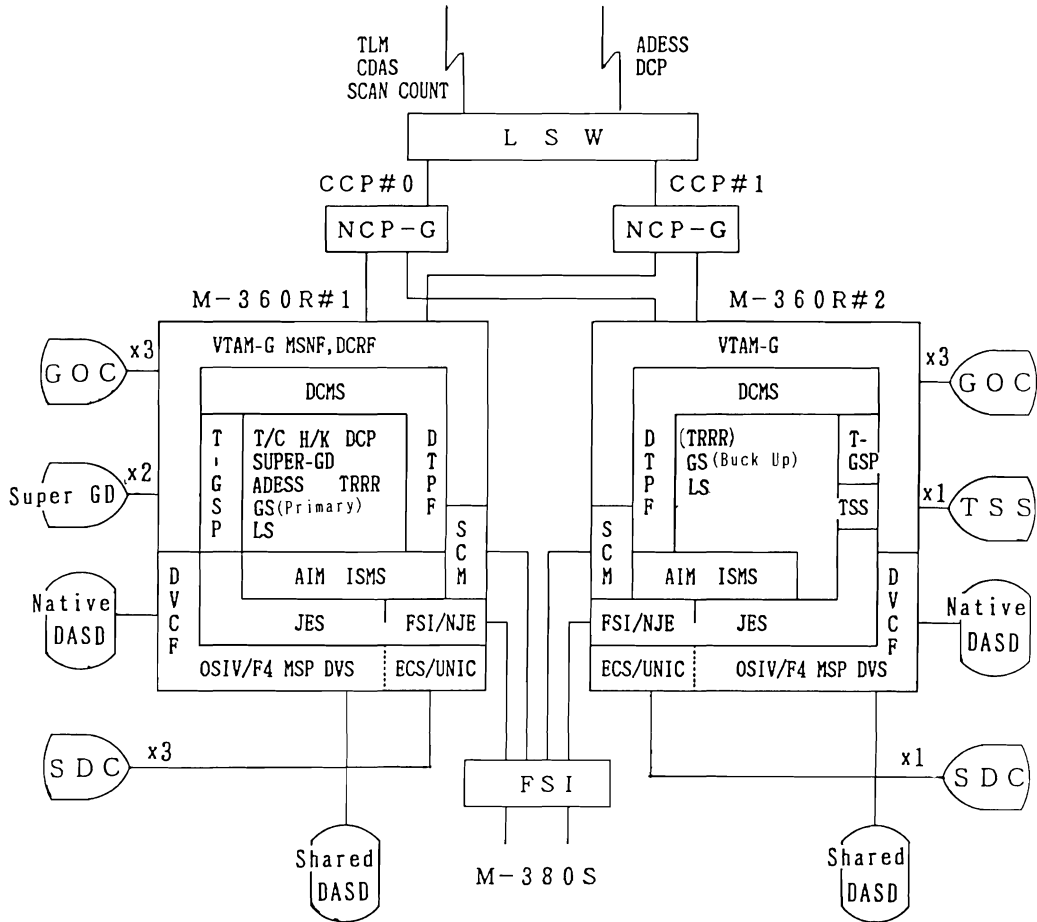 TLM
CDAS
SCAN COUNT
ADESS
DCP
LSW
CCP#0
CCP#1
NCP-G
NCP-G
M-360R#1
M-360R#2
VTAM-G MSNF,DCRF
VTAM-G
GOC
x3
x3
GOC
DCMS
DCMS
T-GSP
T/C H/K DCP
SUPER-GD
ADESS TRRR
GS(Primary)
LS
DTPF
DTPF
(TRRR)
GS(Buck Up)
LS
T-
GSP
TSS
Super GD
x2
x1
TSS
SCM
SCM
AIM ISMS
AIM ISMS
DVCF
DVCF
Native
DASD
Native
DASD
JES
FSI/NJE
FSI/NJE
JES
OSIV/F4 MSP DVS
ECS/UNIC
ECS/UNIC
OSIV/F4 MSP DVS
SDC
x3
x1
SDC
FSI
Shared
DASD
M-380S
Shared
DASD